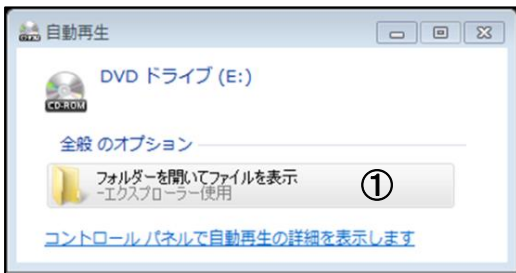 自動再生
DVD ドライブ (E:)
CD-ROM
全般 のオプション
フォルダーを開いてファイルを表示
-エクスプローラー使用
①
コントロール パネルで自動再生の詳細を表示します